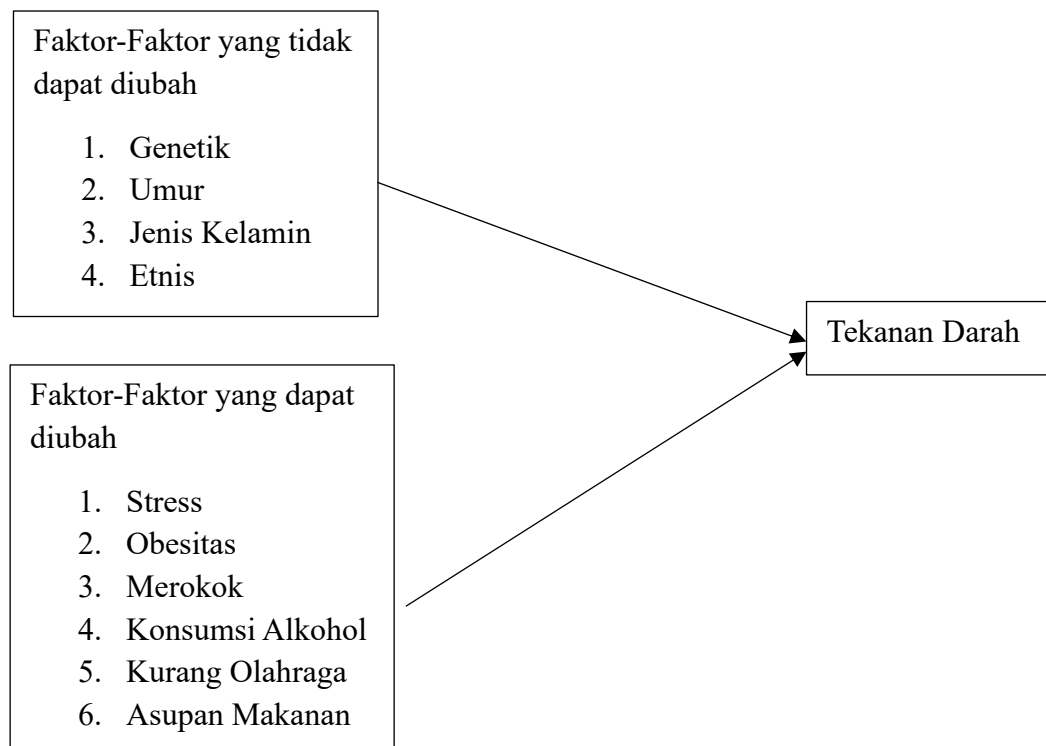 Faktor-Faktor yang tidak
dapat diubah
1. Genetik
2. Umur
3. Jenis Kelamin
4. Etnis
Tekanan Darah
Faktor-Faktor yang dapat
diubah
1. Stress
2. Obesitas
3. Merokok
4. Konsumsi Alkohol
5. Kurang Olahraga
6. Asupan Makanan